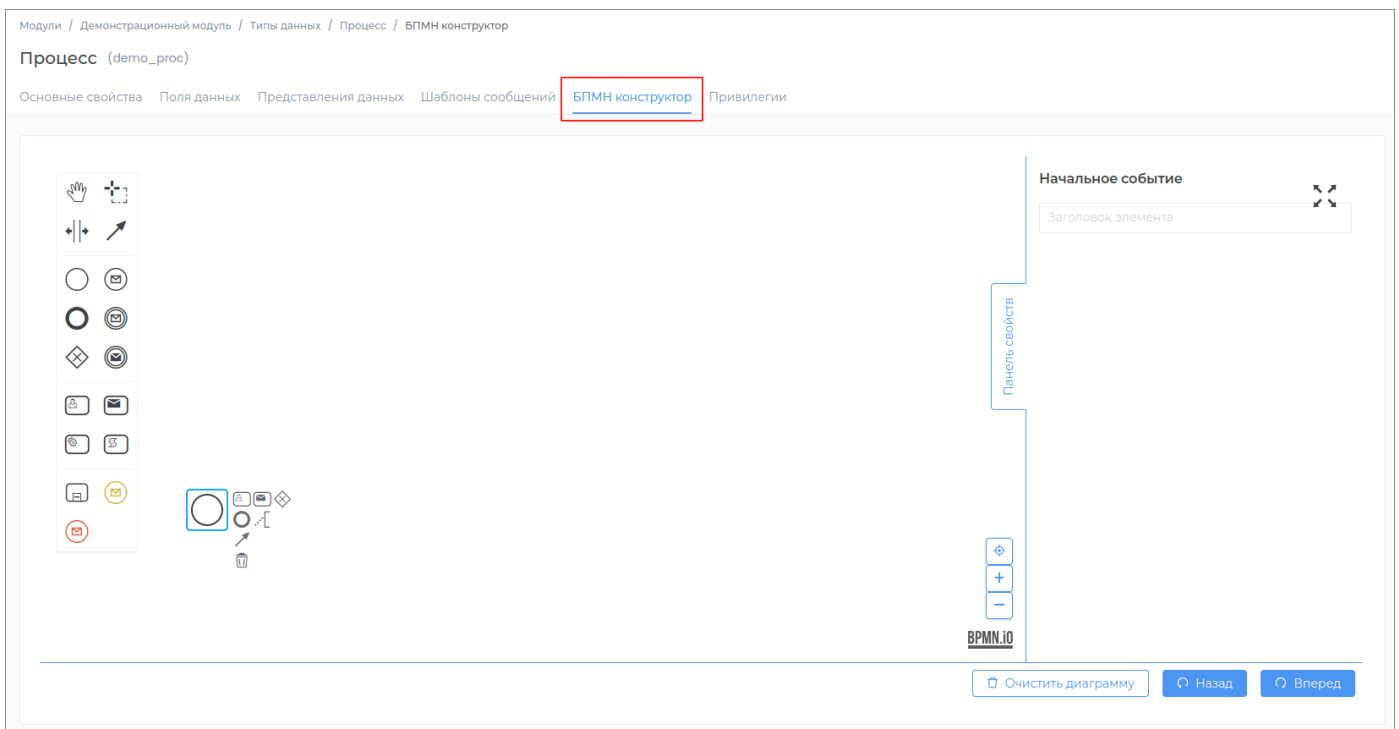 Модули / Демонстрационный модуль / Типы данных / Процесс / БПМН конструктор
Процесс (demo_proc)
Основные свойства Поля данных Представления данных Шаблоны сообщений БПМН конструктор Привилегии
Начальное событие
Заголовок элемента
Панель свойств
BPMN.iO
Очистить диаграмму Назад Вперед